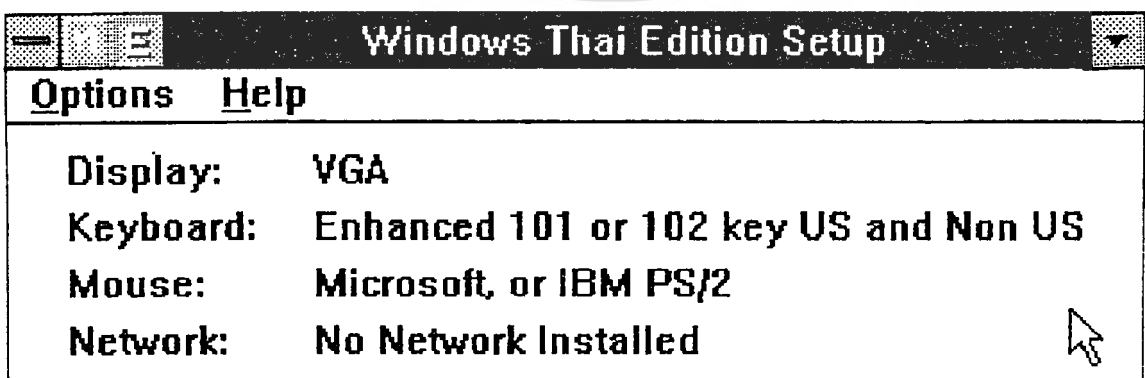 E Windows Thai Edition Setup
Options Help
Display: VGA
Keyboard: Enhanced 101 or 102 key US and Non US
Mouse: Microsoft, or IBM PS/2
Network: No Network Installed